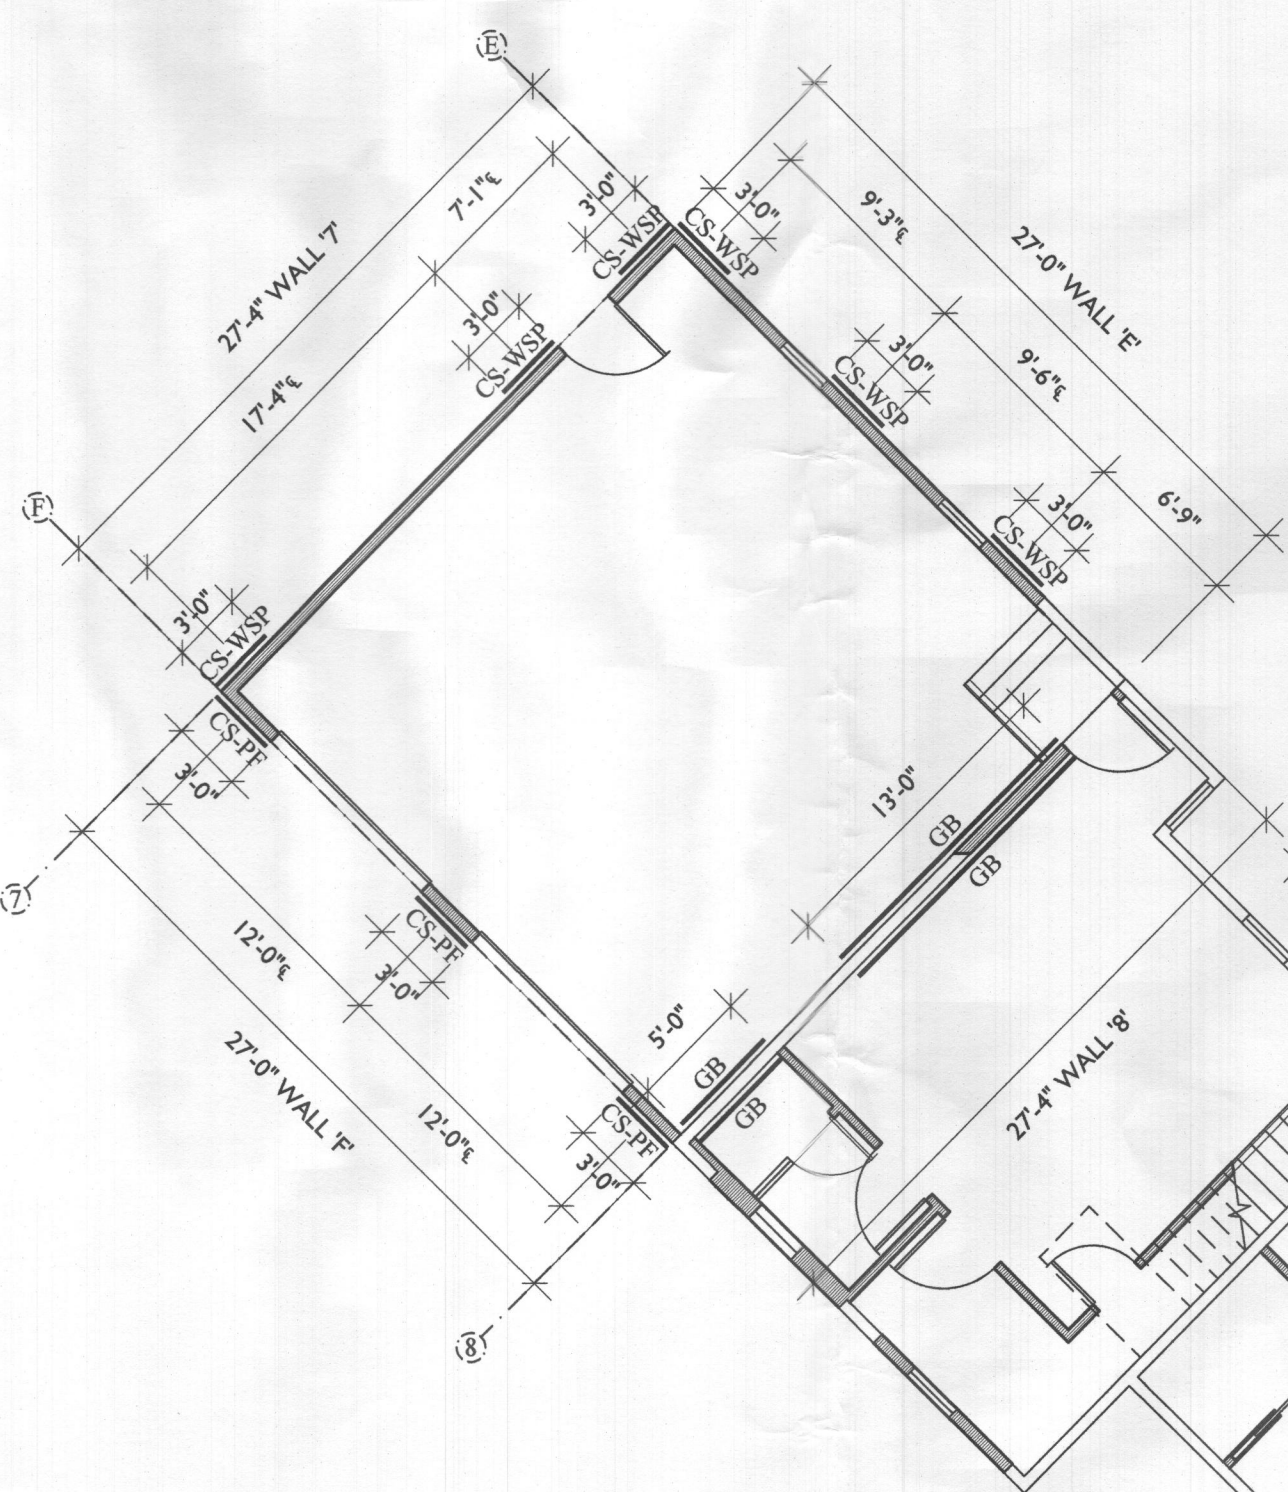 E
27'-4" WALL '7'
7'-1"℄
3'-0"
CS-WSP
3'-0"
CS-WSP
9'-3"℄
27'-0" WALL 'E'
17'-4"℄
3'-0"
CS-WSP
3'-0"
CS-WSP
9'-6"℄
F
3'-0"
CS-WSP
6'-9"
3'-0"
CS-WSP
CS-PF
3'-0"
7
13'-0"
GB
GB
12'-0"℄
CS-PF
3'-0"
27'-0" WALL 'F'
5'-0"
GB
GB
27'-4" WALL '8'
12'-0"℄
CS-PF
3'-0"
8